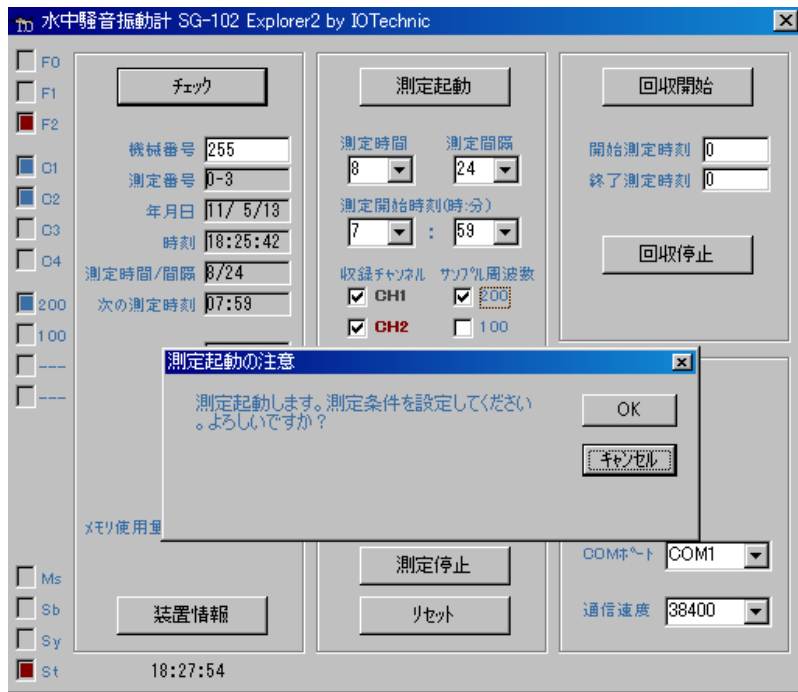 水中騒音振動計 SG-102 Explorer2 by IOTechnic
F0
F1
F2
C1
C2
C3
C4
200
100
---
---
Ms
Sb
Sy
St
チェック
機械番号 255
測定番号 0-3
年月日 11/ 5/13
時刻 18:25:42
測定時間/間隔 8/24
次の測定時刻 07:59
メモリ使用量
装置情報
18:27:54
測定起動
測定時間 測定間隔
8 24
測定開始時刻(時:分)
7 : 59
収録チャンネル サンプル周波数
CH1 200
CH2 100
測定停止
リセット
回収開始
開始測定時刻 0
終了測定時刻 0
回収停止
COMポート COM1
通信速度 38400
測定起動の注意
測定起動します。測定条件を設定してください
。よろしいですか?
OK
キャンセル